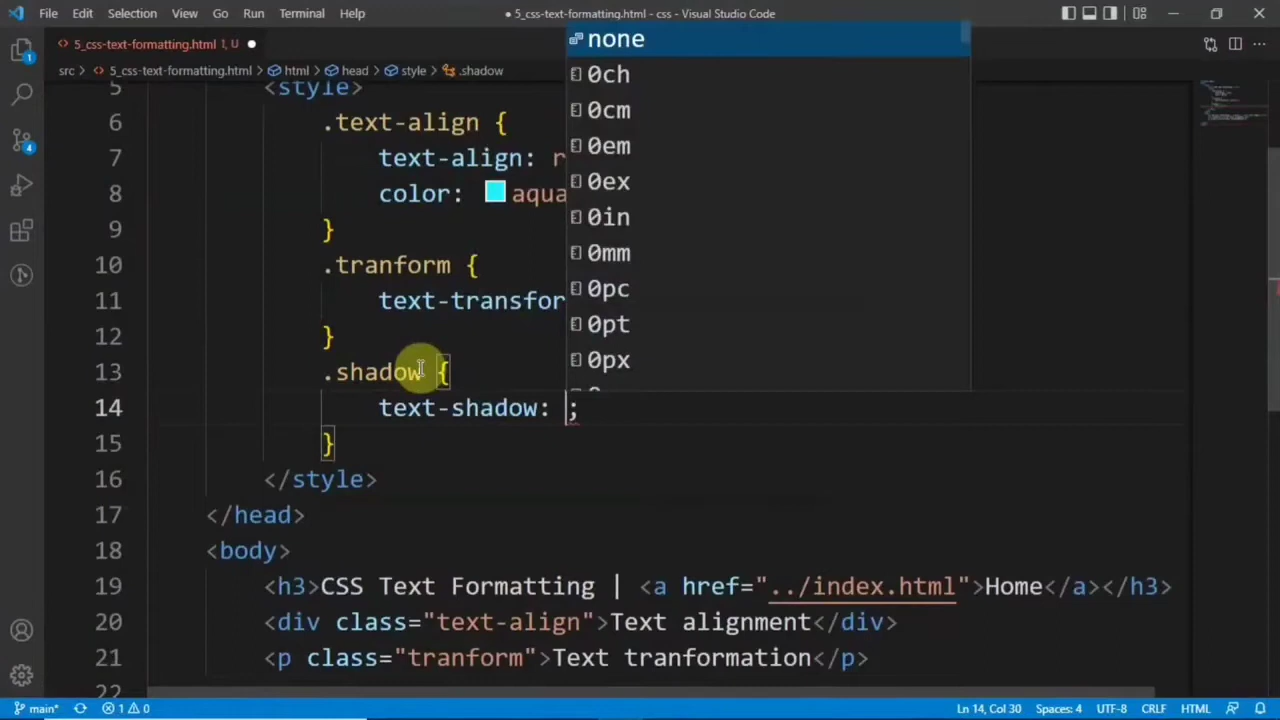 File Edit Selection View Go Run Terminal Help
● 5_css-text-formatting.html - css - Visual Studio Code
5_css-text-formatting.html 1, U ●
src > 5_css-text-formatting.html > html > head > style > .shadow
5 <style>
6 .text-align {
7 text-align: r
8 color: aqua
9 }
10 .tranform {
11 text-transfor
12 }
13 .shadow {
14 text-shadow: ;
15 }
16 </style>
17 </head>
18 <body>
19 <h3>CSS Text Formatting | <a href="../index.html">Home</a></h3>
20 <div class="text-align">Text alignment</div>
21 <p class="tranform">Text tranformation</p>
22
none
0ch
0cm
0em
0ex
0in
0mm
0pc
0pt
0px
1
4
main* 1 0 Ln 14, Col 30 Spaces: 4 UTF-8 CRLF HTML